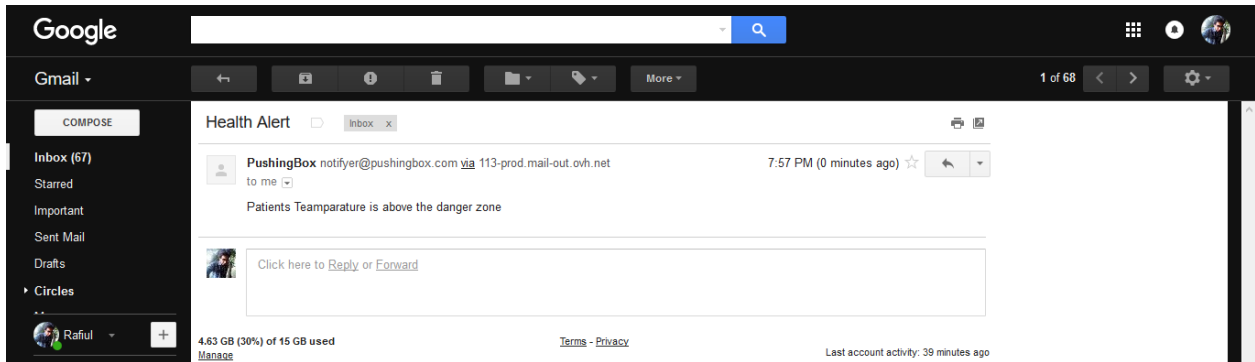 Google
Gmail
More
1 of 68
COMPOSE
Inbox (67)
Starred
Important
Sent Mail
Drafts
Circles
Rafiul
+
Health Alert
Inbox x
PushingBox notifyer@pushingbox.com via 113-prod.mail-out.ovh.net
7:57 PM (0 minutes ago)
to me
Patients Teamparature is above the danger zone
Click here to Reply or Forward
4.63 GB (30%) of 15 GB used
Manage
Terms - Privacy
Last account activity: 39 minutes ago